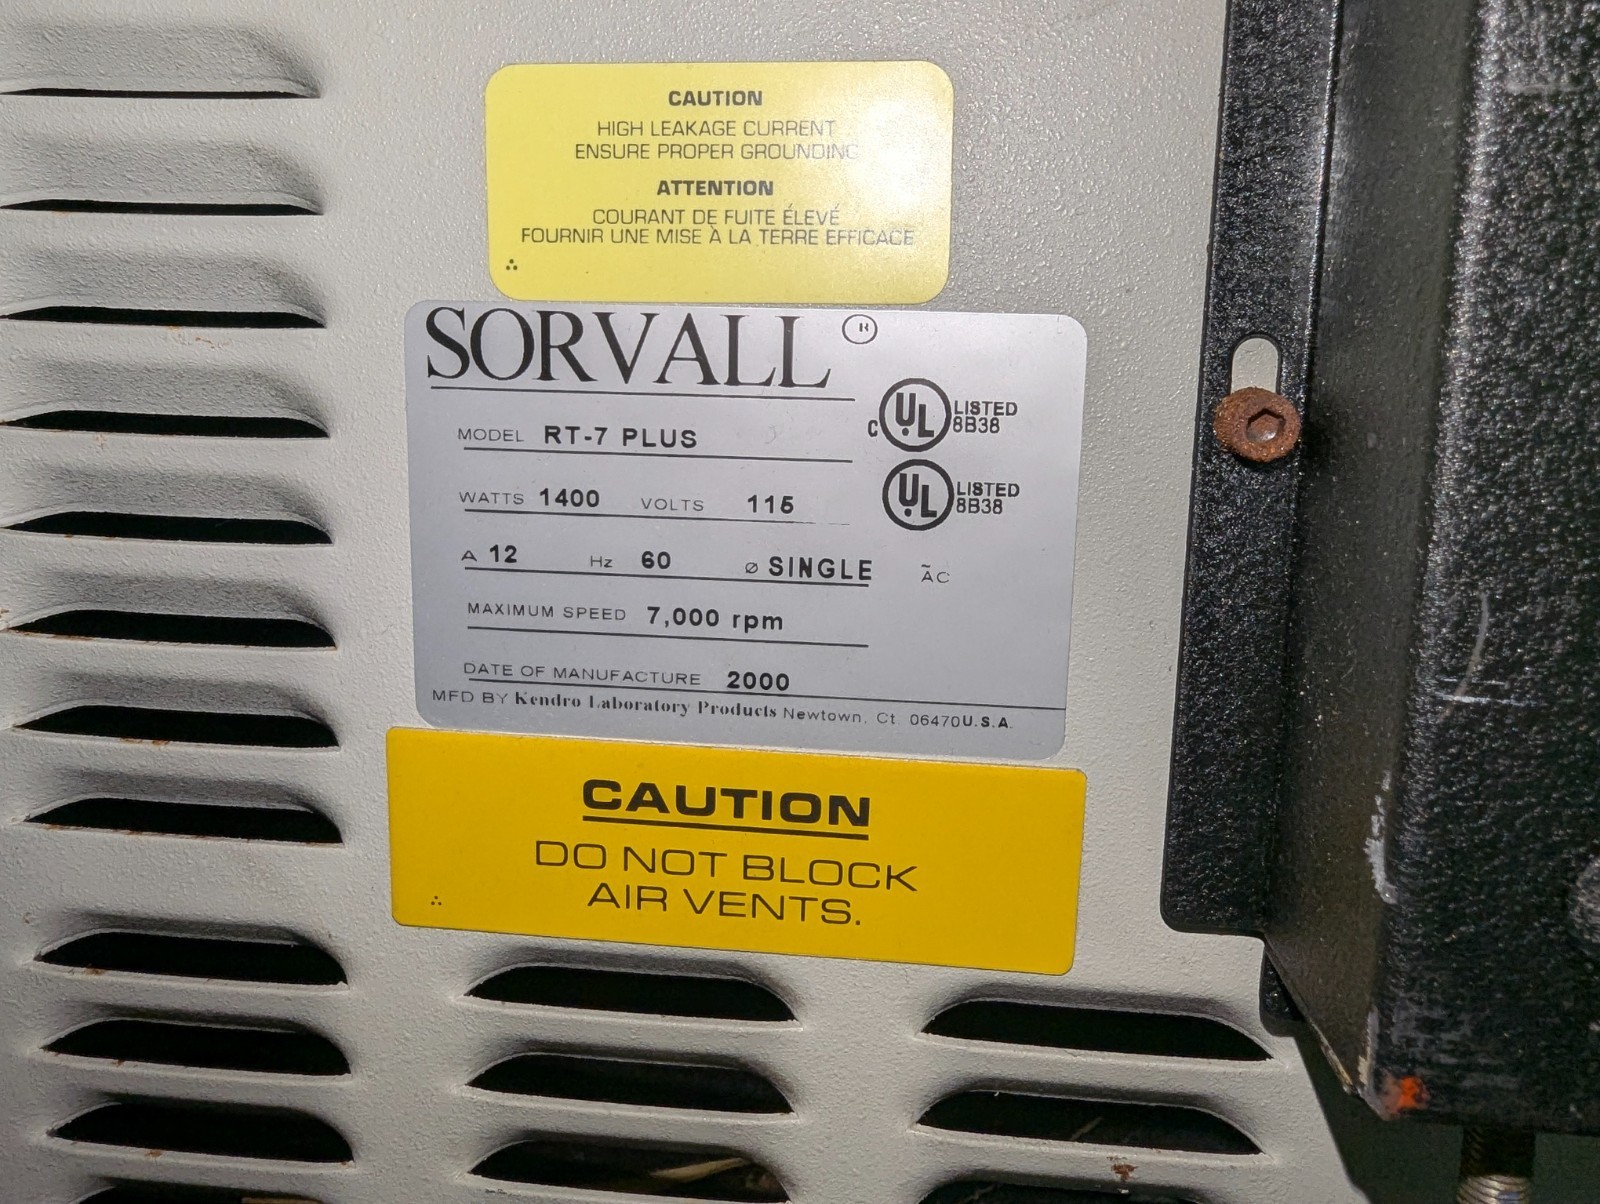 CAUTION
HIGH LEAKAGE CURRENT
ENSURE PROPER GROUNDING
ATTENTION
COURANT DE FUITE ÉLEVÉ
FOURNIR UNE MISE À LA TERRE EFFICACE
SORVALL ®
MODEL RT-7 PLUS
C UL LISTED 8B38
UL LISTED 8B38
WATTS 1400 VOLTS 115
A 12 Hz 60 ø SINGLE ~AC
MAXIMUM SPEED 7,000 rpm
DATE OF MANUFACTURE 2000
MFD BY Kendro Laboratory Products Newtown, Ct. 06470 U.S.A.
CAUTION
DO NOT BLOCK
AIR VENTS.